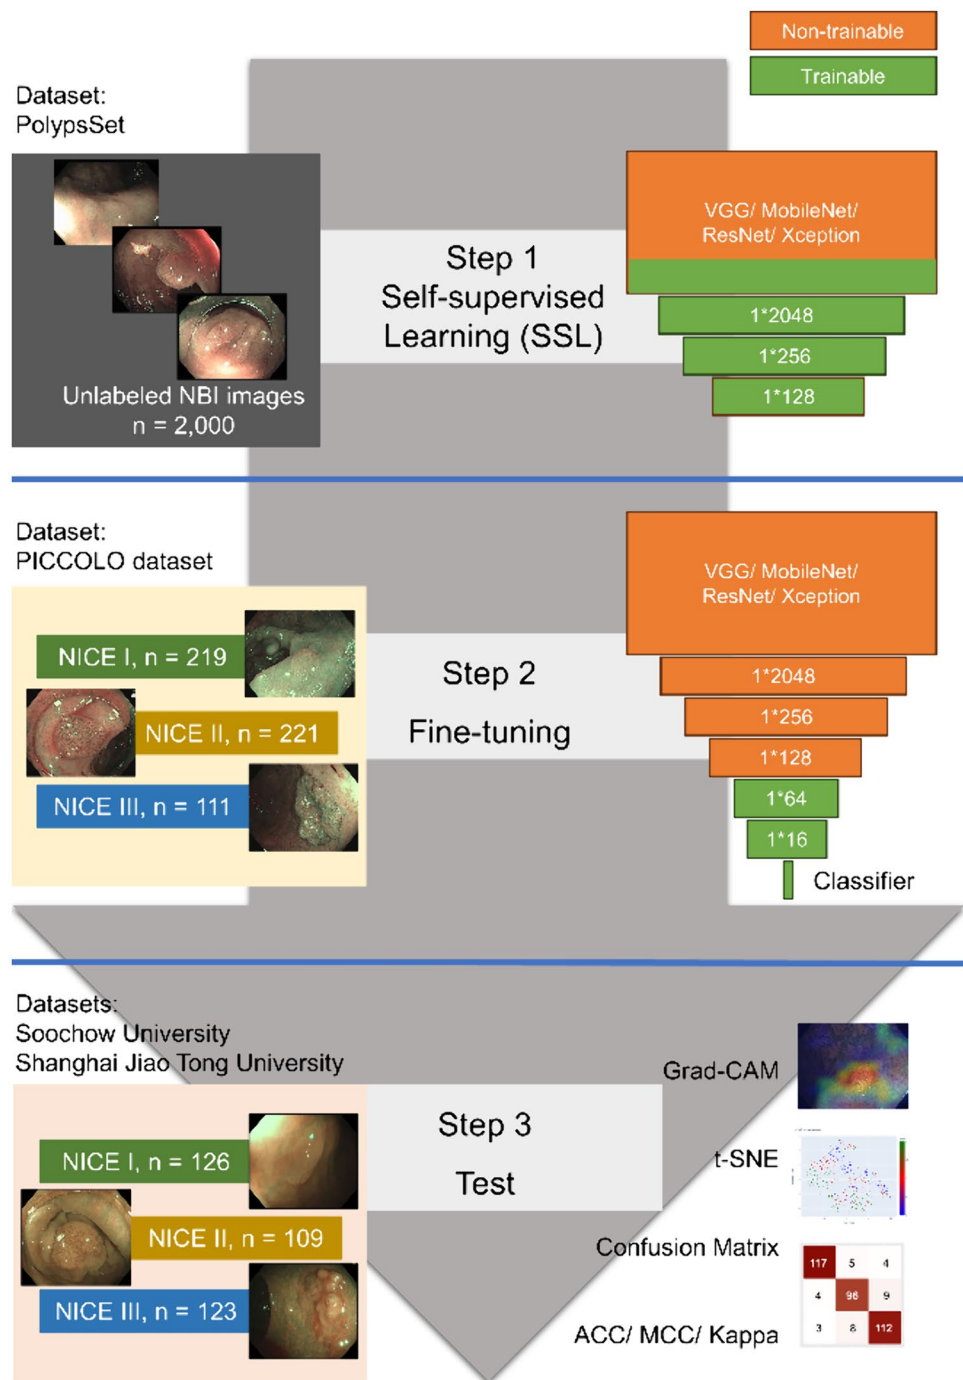 Non-trainable
Trainable
Dataset:
PolypsSet
Unlabeled NBI images
n = 2,000
Step 1
Self-supervised
Learning (SSL)
VGG/ MobileNet/
ResNet/ Xception
1*2048
1*256
1*128
Dataset:
PICCOLO dataset
NICE I, n = 219
NICE II, n = 221
NICE III, n = 111
Step 2
Fine-tuning
VGG/ MobileNet/
ResNet/ Xception
1*2048
1*256
1*128
1*64
1*16
Classifier
Datasets:
Soochow University
Shanghai Jiao Tong University
NICE I, n = 126
NICE II, n = 109
NICE III, n = 123
Step 3
Test
Grad-CAM
t-SNE
Confusion Matrix
117 5 4
4 96 9
3 8 112
ACC/ MCC/ Kappa